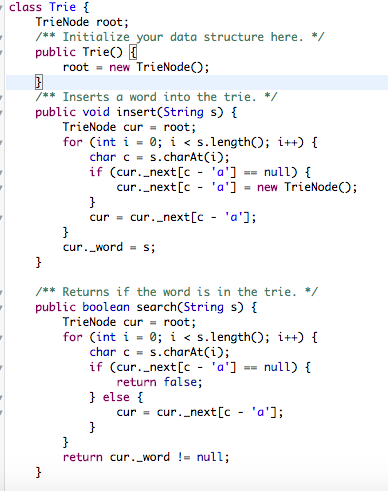 class Trie {
    TrieNode root;
    /** Initialize your data structure here. */
    public Trie() {
        root = new TrieNode();
    }
    /** Inserts a word into the trie. */
    public void insert(String s) {
        TrieNode cur = root;
        for (int i = 0; i < s.length(); i++) {
            char c = s.charAt(i);
            if (cur._next[c - 'a'] == null) {
                cur._next[c - 'a'] = new TrieNode();
            }
            cur = cur._next[c - 'a'];
        }
        cur._word = s;
    }

    /** Returns if the word is in the trie. */
    public boolean search(String s) {
        TrieNode cur = root;
        for (int i = 0; i < s.length(); i++) {
            char c = s.charAt(i);
            if (cur._next[c - 'a'] == null) {
                return false;
            } else {
                cur = cur._next[c - 'a'];
            }
        }
        return cur._word != null;
    }